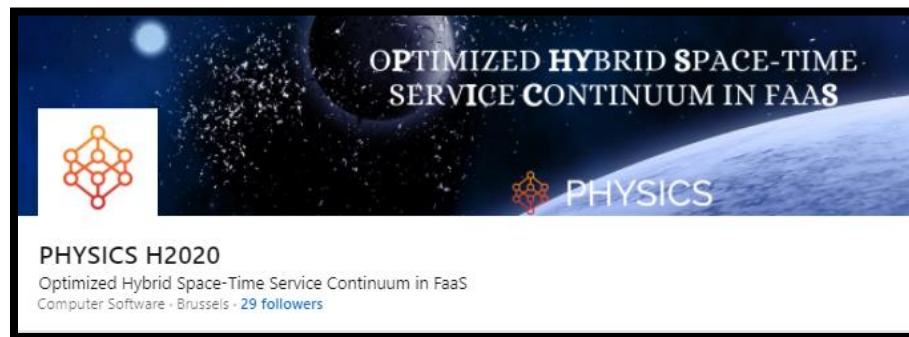 OPTIMIZED HYBRID SPACE-TIME
SERVICE CONTINUUM IN FAAS
PHYSICS
PHYSICS H2020
Optimized Hybrid Space-Time Service Continuum in FaaS
Computer Software · Brussels · 29 followers